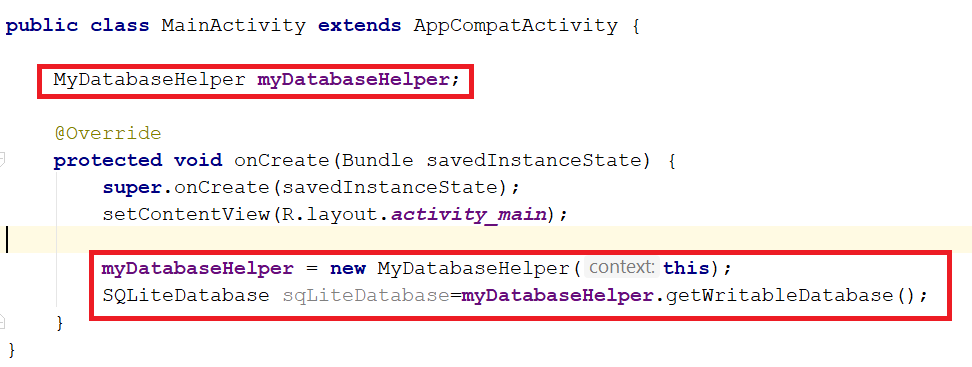 public class MainActivity extends AppCompatActivity {
MyDatabaseHelper myDatabaseHelper;
@Override
protected void onCreate(Bundle savedInstanceState) {
super.onCreate(savedInstanceState);
setContentView(R.layout.activity_main);
myDatabaseHelper = new MyDatabaseHelper( context: this);
SQLiteDatabase sqLiteDatabase=myDatabaseHelper.getWritableDatabase();
}
}